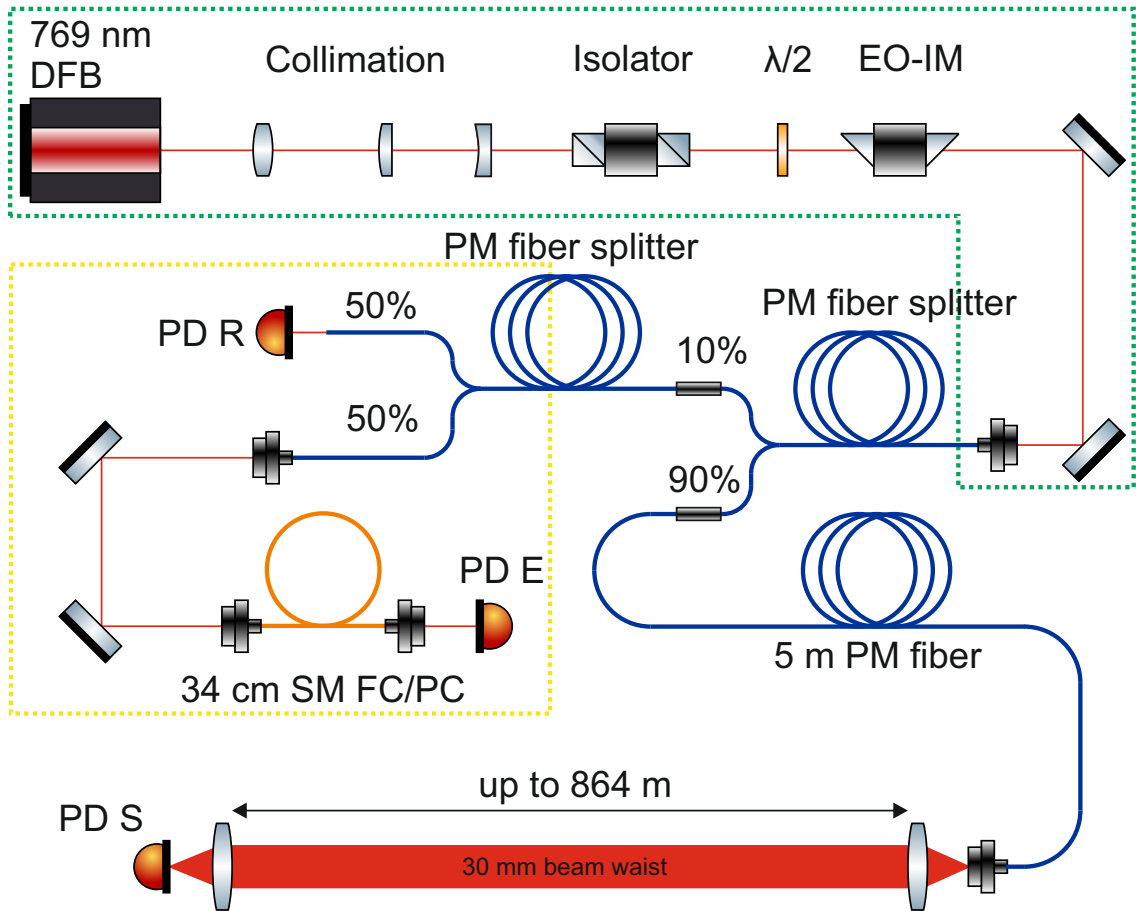 769 nm
DFB
Collimation
Isolator
λ/2
EO-IM
PM fiber splitter
PM fiber splitter
50%
PD R
10%
50%
90%
PD E
34 cm SM FC/PC
5 m PM fiber
up to 864 m
PD S
30 mm beam waist